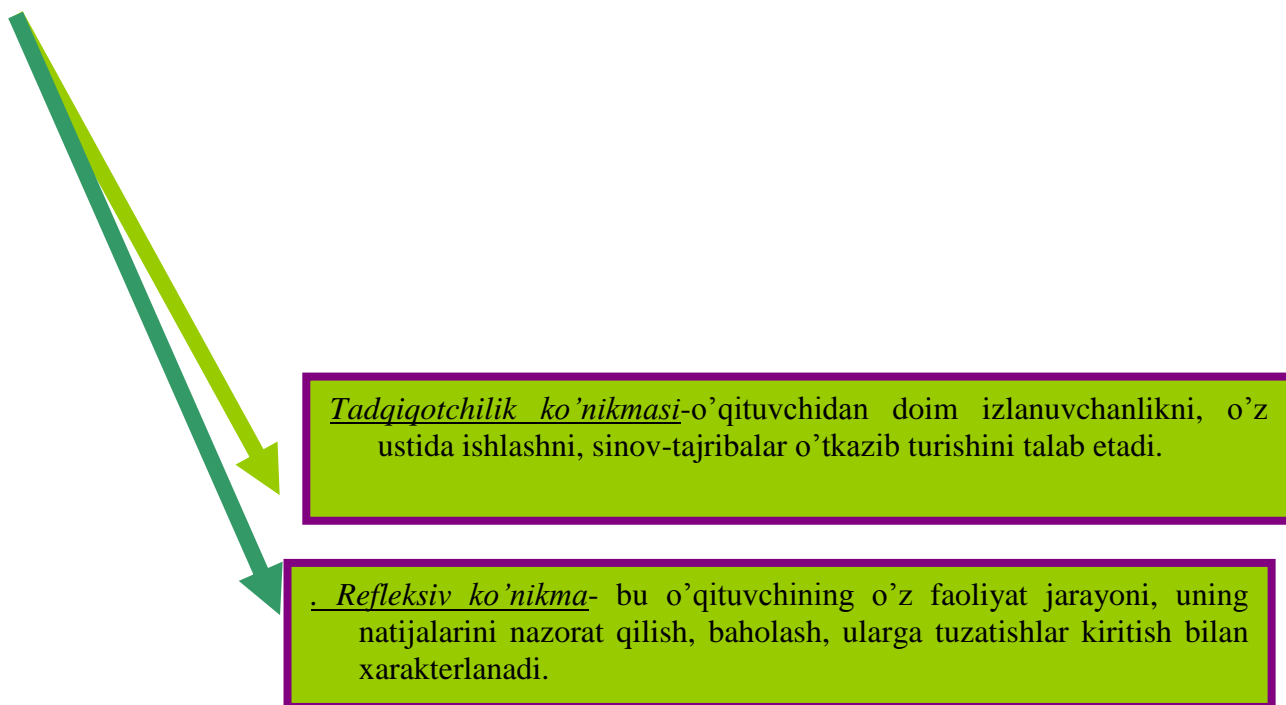 Tadqiqotchilik ko’nikmasi-o’qituvchidan doim izlanuvchanlikni, o’z
ustida ishlashni, sinov-tajribalar o’tkazib turishini talab etadi.
. Refleksiv ko’nikma- bu o’qituvchining o’z faoliyat jarayoni, uning
natijalarini nazorat qilish, baholash, ularga tuzatishlar kiritish bilan
xarakterlanadi.